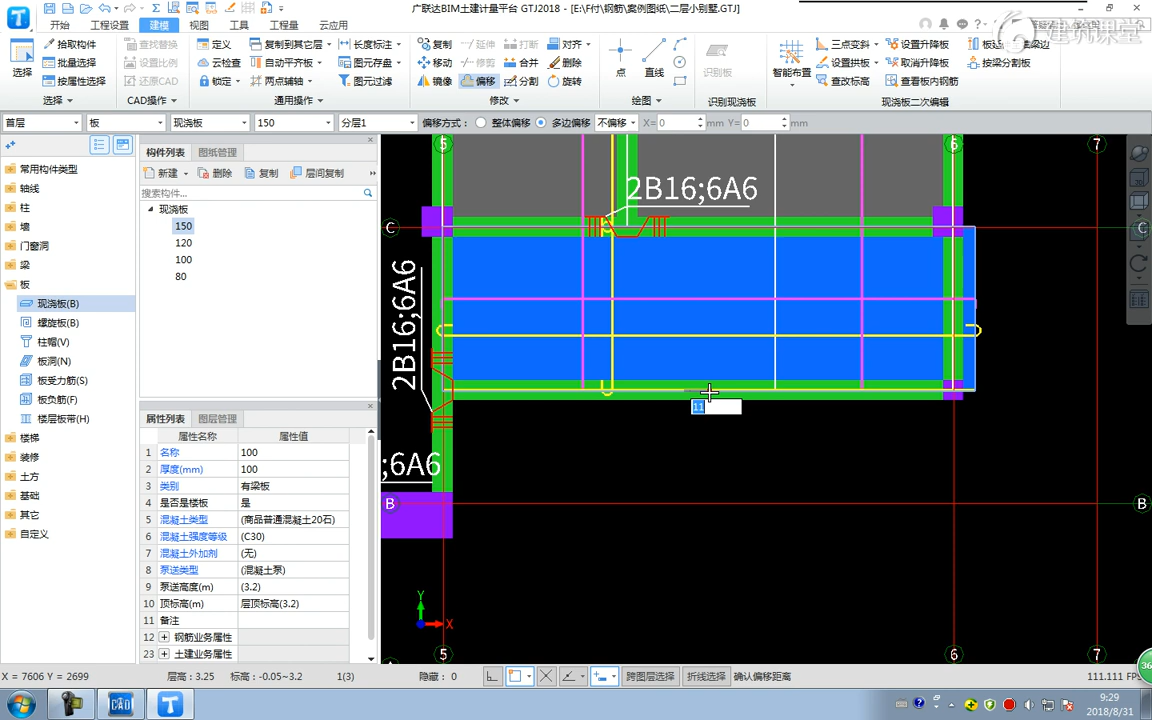 广联达BIM土建计量平台 GTJ2018 - [E:\F付\钢筋\案例图纸\二层小别墅.GTJ]
开始 工程设置 建模 视图 工具 工程量 云应用
建筑课堂
选择 拾取构件 批量选择 按属性选择
查找替换 设置比例 还原CAD
定义 云检查 锁定
复制到其它层 自动平齐板 两点辅轴
长度标注 图元存盘 图元过滤
复制 延伸 打断 对齐
移动 修剪 合并 删除
镜像 偏移 分割 旋转
点 直线 识别板 智能布置
三点变斜 设置拱板 查改标高
设置升降板 取消升降板 查看板内钢筋
按梁分割板
选择 CAD操作 通用操作 修改 绘图 识别现浇板 现浇板二次编辑
首层 板 现浇板 150 分层1 偏移方式: 整体偏移 多边偏移 不偏移 X= 0 mm Y= 0 mm
常用构件类型
轴线
柱
墙
门窗洞
梁
板
现浇板(B)
螺旋板(B)
柱帽(V)
板洞(N)
板受力筋(S)
板负筋(F)
楼层板带(H)
楼梯
装修
土方
基础
其它
自定义
构件列表 图纸管理
新建 删除 复制 层间复制
搜索构件...
现浇板
150
120
100
80
属性列表 图层管理
属性名称 属性值
1 名称 100
2 厚度(mm) 100
3 类别 有梁板
4 是否是楼板 是
5 混凝土类型 (商品普通混凝土20石)
6 混凝土强度等级 (C30)
7 混凝土外加剂 (无)
8 泵送类型 (混凝土泵)
9 泵送高度(m) (3.2)
10 顶标高(m) 层顶标高(3.2)
11 备注
12 钢筋业务属性
23 土建业务属性
5 6 7
2B16;6A6
C C
2B16;6A6
11
;6A6
B B
Y
X
5 6 7
36
X = 7606 Y = 2699 层高: 3.25 标高: -0.05~3.2 1(3) 隐藏: 0 跨图层选择 折线选择 确认偏移距离 111.111 FPS
CAD
9:29
2018/8/31